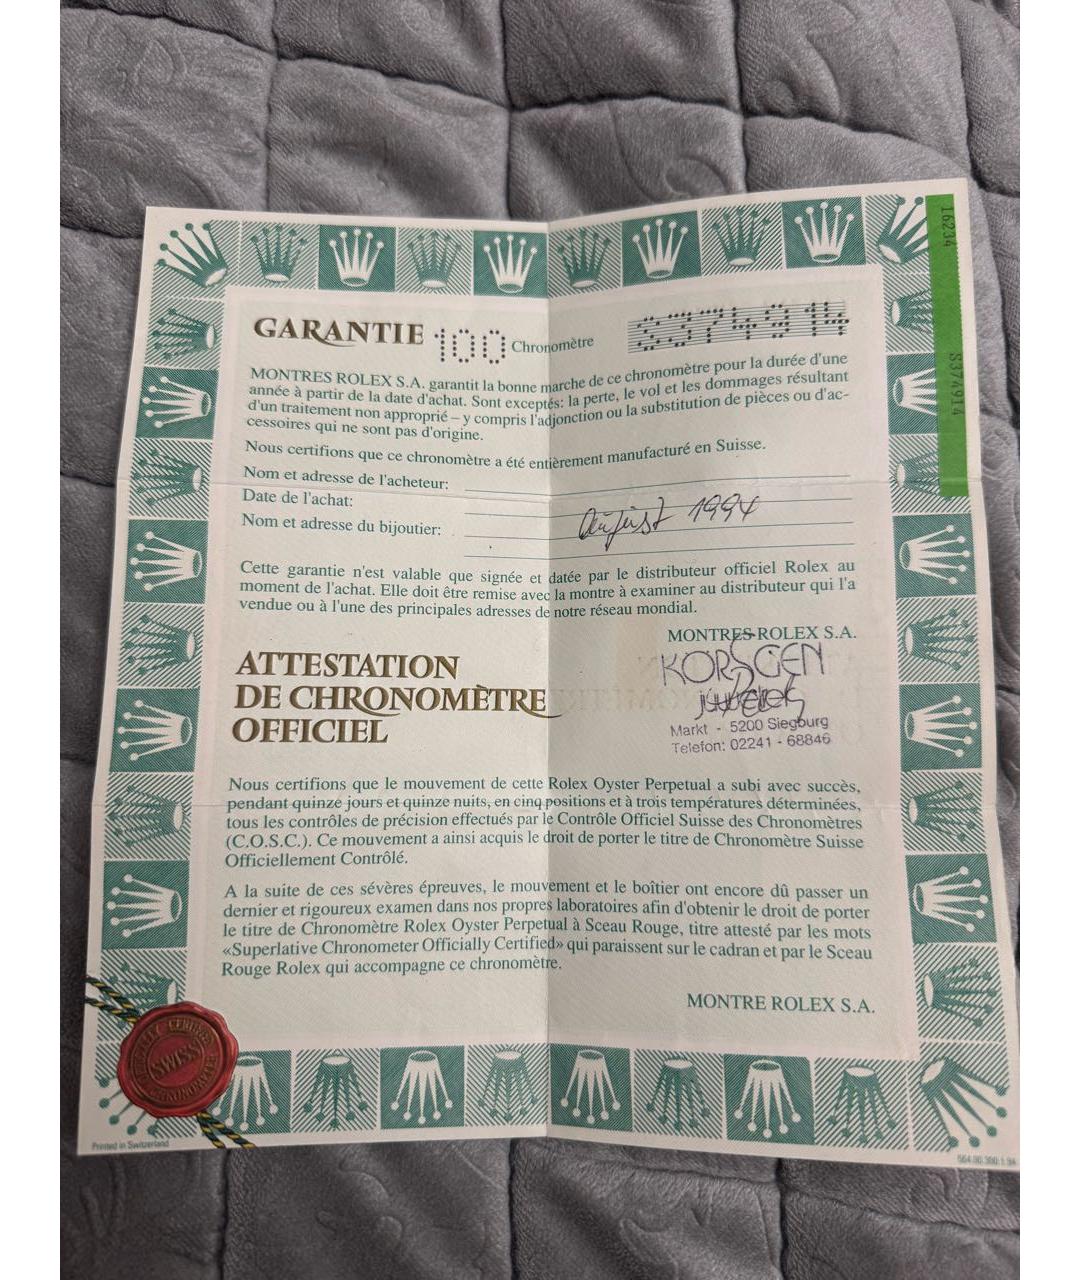 16234
S374914
GARANTIE 100 Chronomètre S374914
MONTRES ROLEX S.A. garantit la bonne marche de ce chronomètre pour la durée d'une
année à partir de la date d'achat. Sont exceptés: la perte, le vol et les dommages résultant
d'un traitement non approprié – y compris l'adjonction ou la substitution de pièces ou d'ac-
cessoires qui ne sont pas d'origine.
Nous certifions que ce chronomètre a été entièrement manufacturé en Suisse.
Nom et adresse de l'acheteur:
Date de l'achat: August 1994
Nom et adresse du bijoutier:
Cette garantie n'est valable que signée et datée par le distributeur officiel Rolex au
moment de l'achat. Elle doit être remise avec la montre à examiner au distributeur qui l'a
vendue ou à l'une des principales adresses de notre réseau mondial.
MONTRES ROLEX S.A.
KORSGEN
Markt - 5200 Siegburg
Telefon: 02241 - 68846
ATTESTATION
DE CHRONOMÈTRE
OFFICIEL
Nous certifions que le mouvement de cette Rolex Oyster Perpetual a subi avec succès,
pendant quinze jours et quinze nuits, en cinq positions et à trois températures déterminées,
tous les contrôles de précision effectués par le Contrôle Officiel Suisse des Chronomètres
(C.O.S.C.). Ce mouvement a ainsi acquis le droit de porter le titre de Chronomètre Suisse
Officiellement Contrôlé.
A la suite de ces sévères épreuves, le mouvement et le boîtier ont encore dû passer un
dernier et rigoureux examen dans nos propres laboratoires afin d'obtenir le droit de porter
le titre de Chronomètre Rolex Oyster Perpetual à Sceau Rouge, titre attesté par les mots
«Superlative Chronometer Officially Certified» qui paraissent sur le cadran et par le Sceau
Rouge Rolex qui accompagne ce chronomètre.
MONTRE ROLEX S.A.
SWISS
Printed in Switzerland
564.00.300.1.94